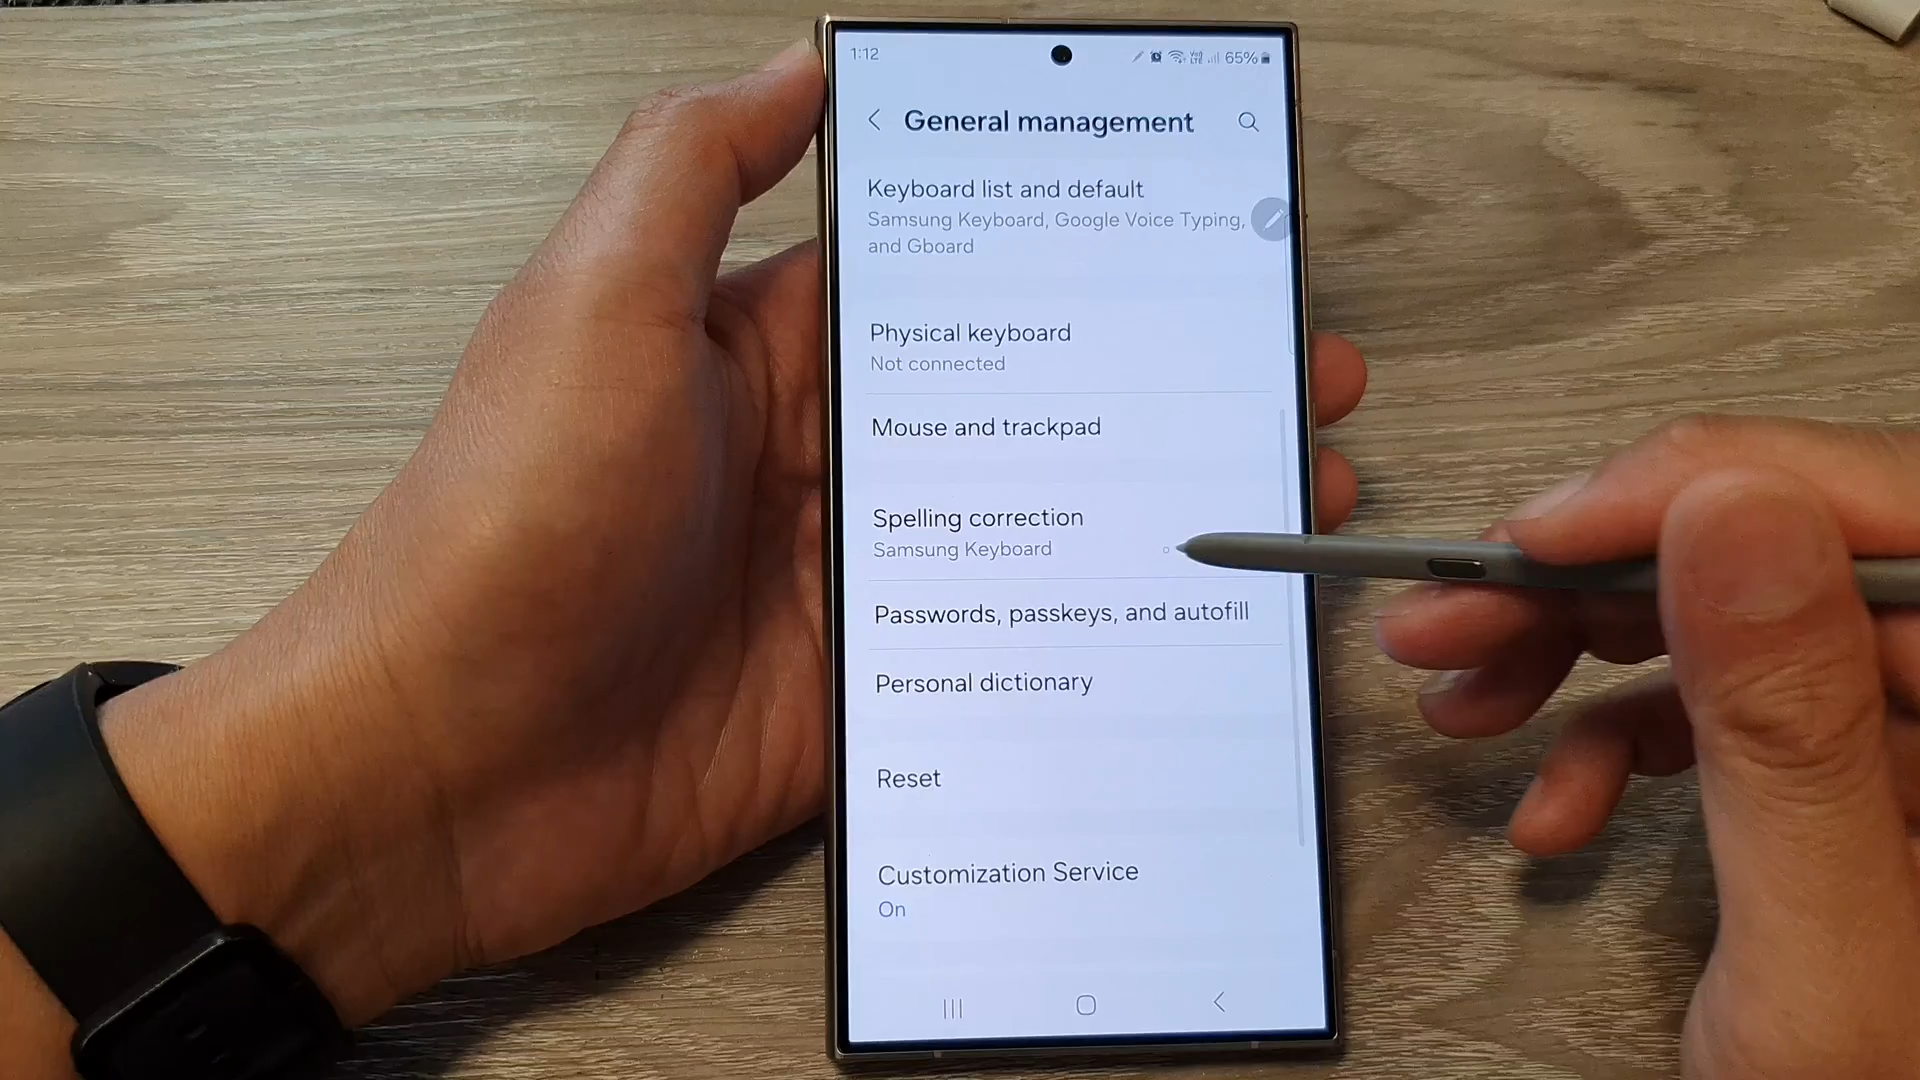 1:12
65%
General management
Keyboard list and default
Samsung Keyboard, Google Voice Typing,
and Gboard
Physical keyboard
Not connected
Mouse and trackpad
Spelling correction
Samsung Keyboard
Passwords, passkeys, and autofill
Personal dictionary
Reset
Customization Service
On